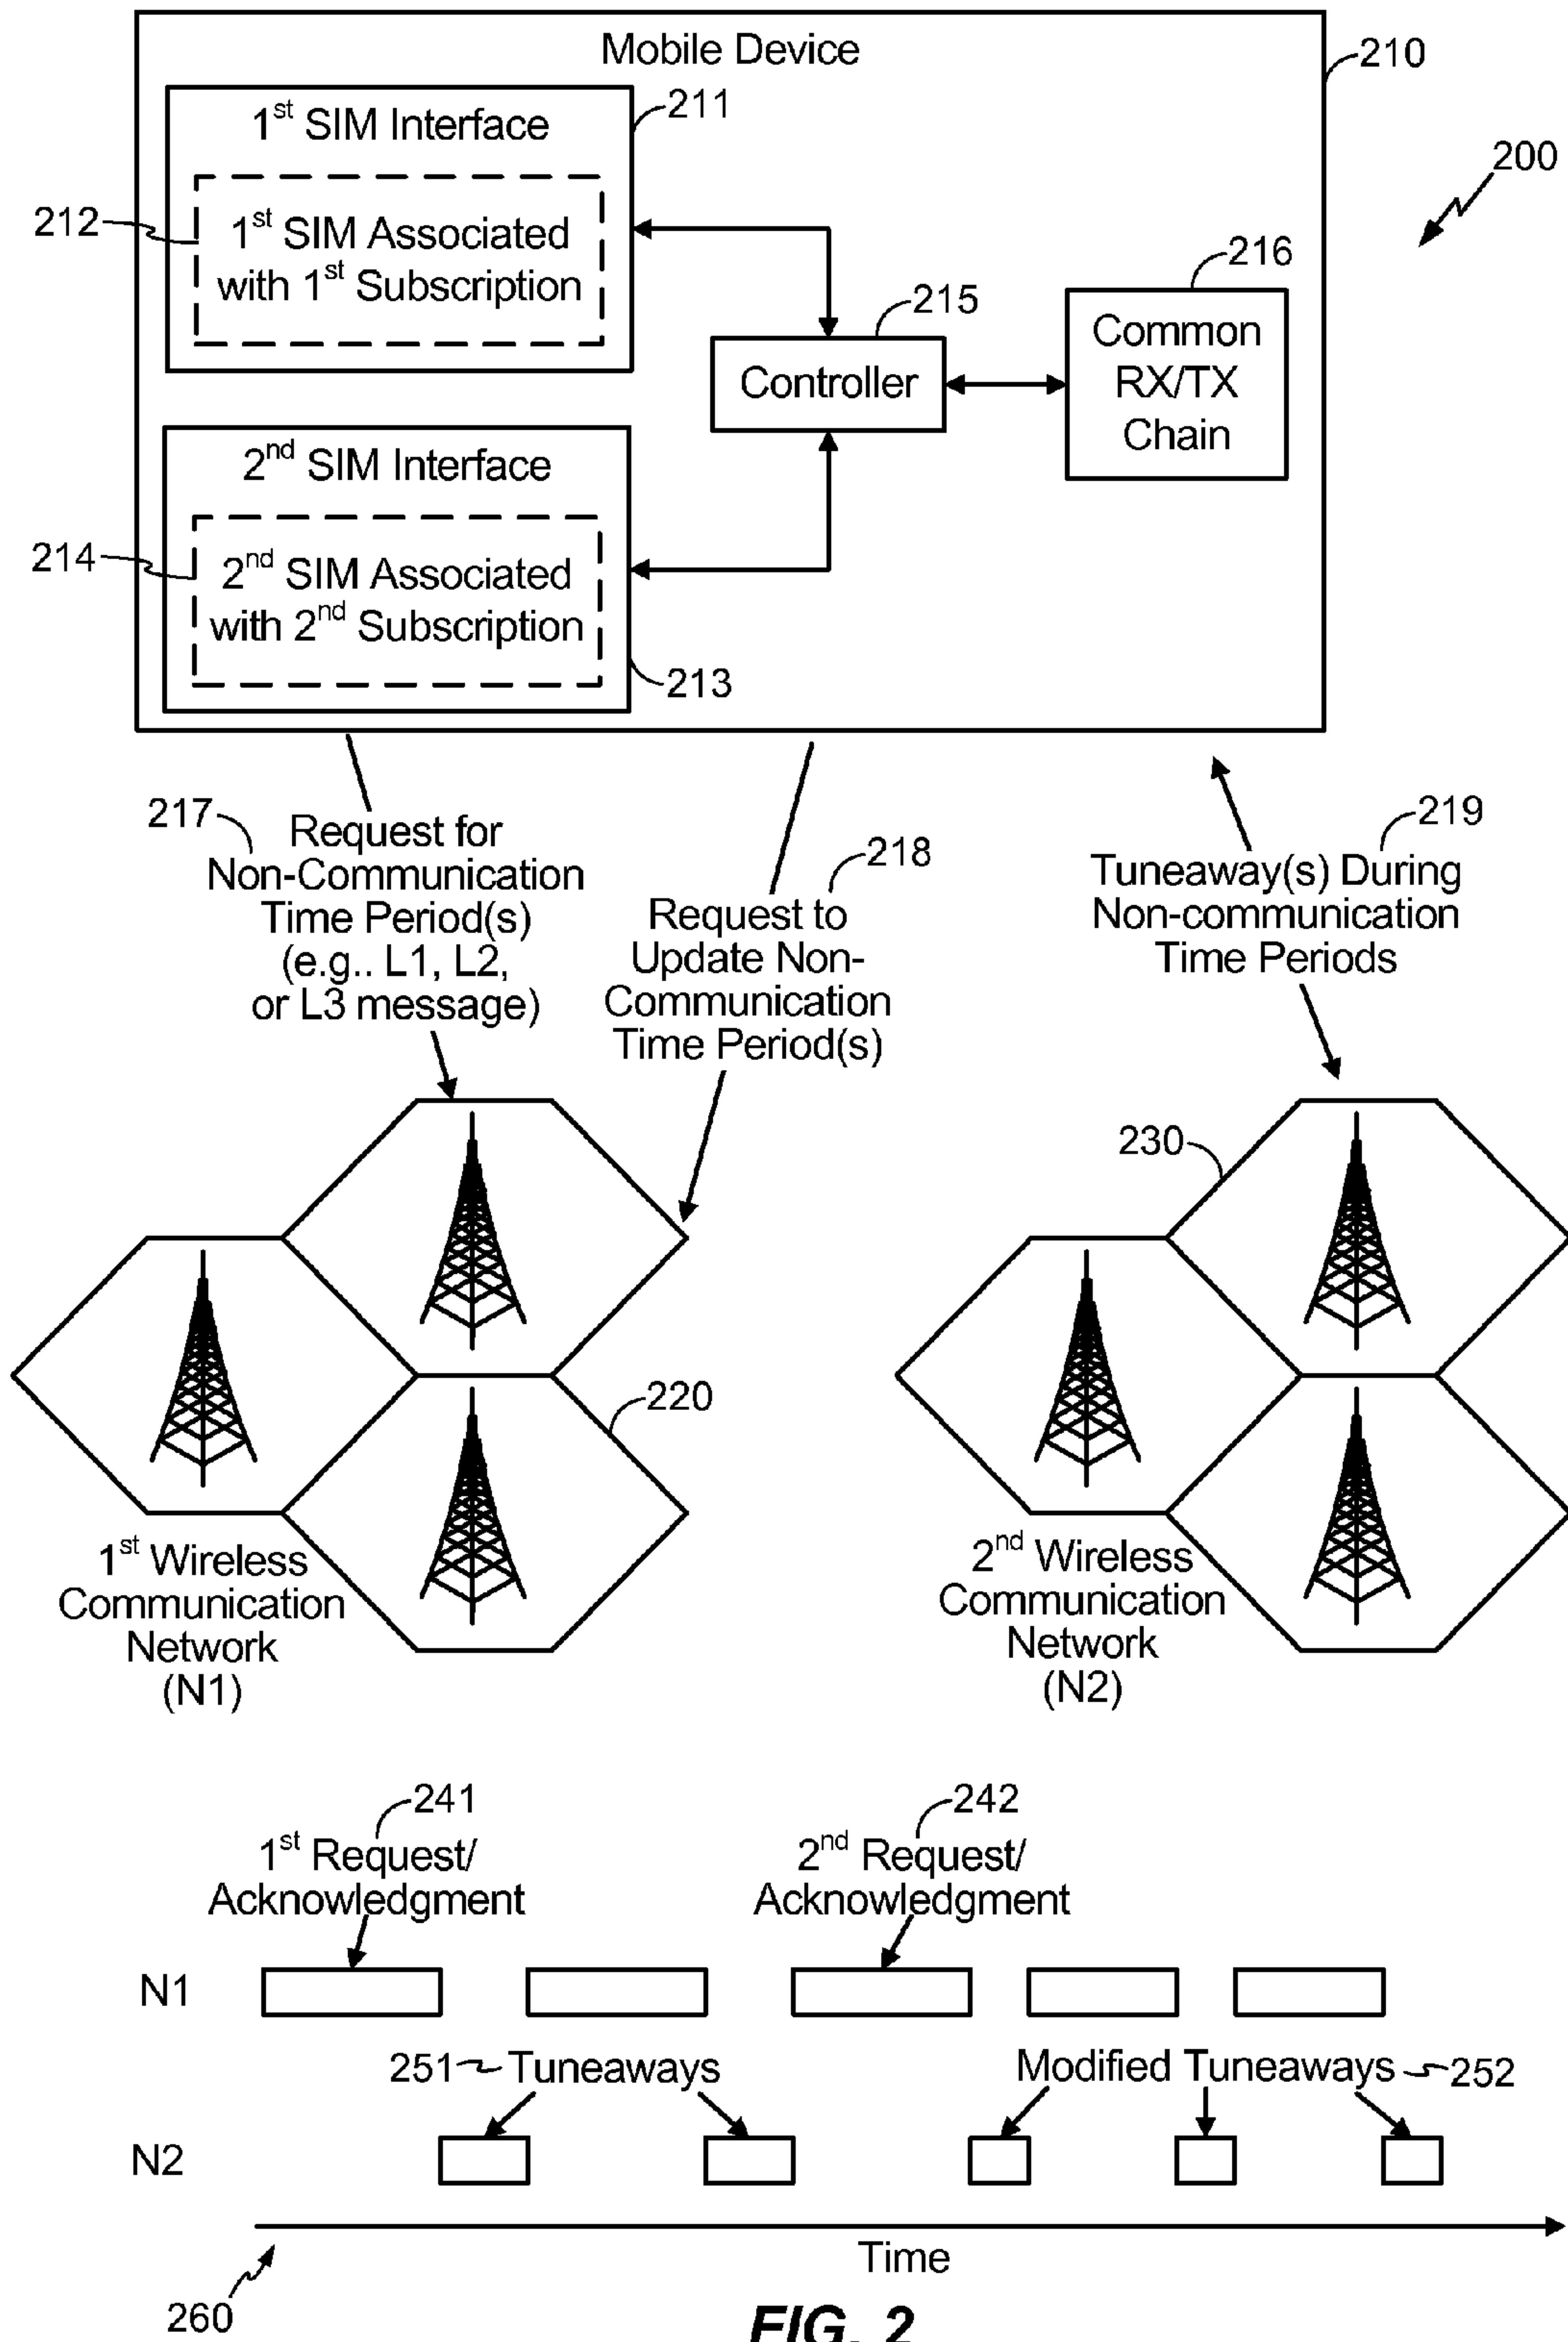 Mobile Device
210
1st SIM Interface
211
200
212
1st SIM Associated
with 1st Subscription
216
215
Common
RX/TX
Chain
Controller
2nd SIM Interface
214
2nd SIM Associated
with 2nd Subscription
213
217
Request for
Non-Communication
Time Period(s)
(e.g.. L1, L2,
or L3 message)
218
Request to
Update Non-
Communication
Time Period(s)
219
Tuneaway(s) During
Non-communication
Time Periods
230
220
1st Wireless
Communication
Network
(N1)
2nd Wireless
Communication
Network
(N2)
241
1st Request/
Acknowledgment
242
2nd Request/
Acknowledgment
N1
251
Tuneaways
Modified Tuneaways
252
N2
Time
260
FIG. 2